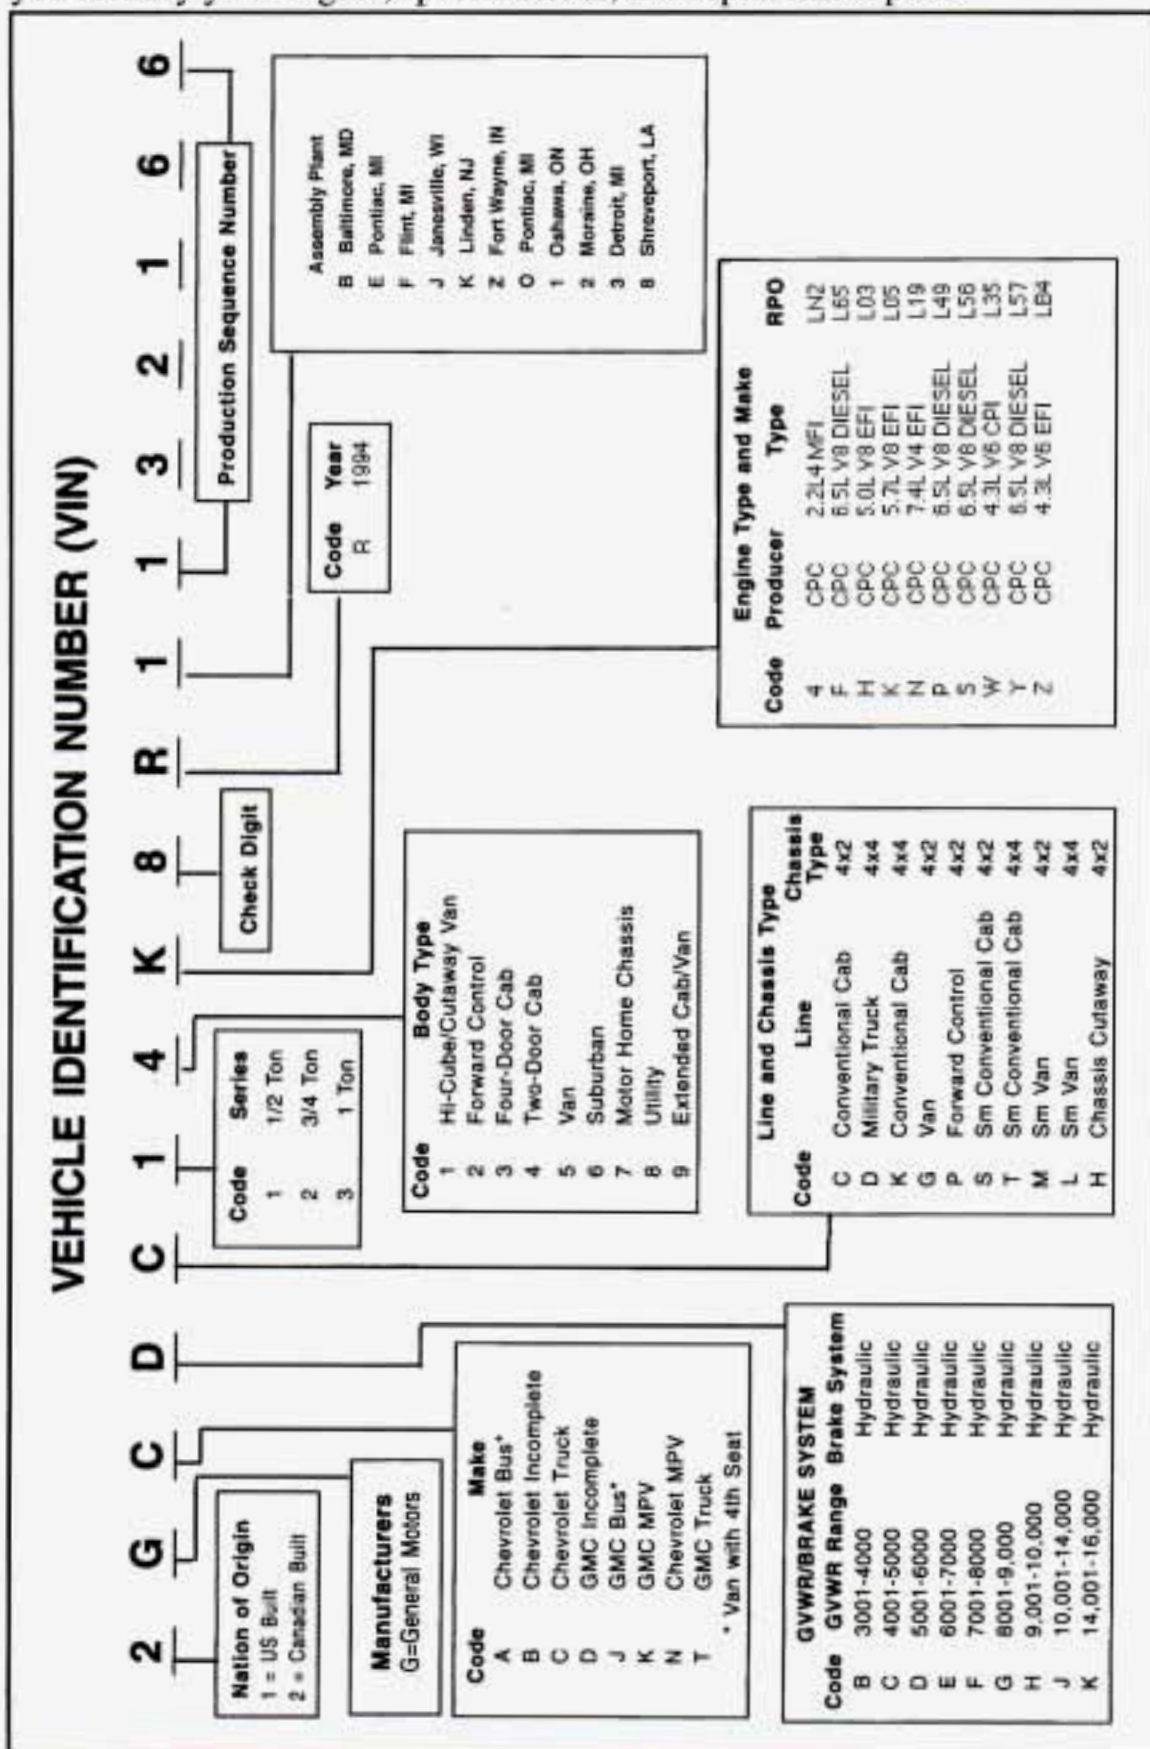 VEHICLE IDENTIFICATION NUMBER (VIN)
2 G C D C 1 4 K 8 R 1 1 3 2 1 6 6
Nation of Origin
1 = US Built
2 = Canadian Built
Manufacturers
G=General Motors
Code Make
A Chevrolet Bus*
B Chevrolet Incomplete
C Chevrolet Truck
D GMC Incomplete
J GMC Bus*
K GMC MPV
N Chevrolet MPV
T GMC Truck
* Van with 4th Seat
GVWR/BRAKE SYSTEM
Code GVWR Range Brake System
B 3001-4000 Hydraulic
C 4001-5000 Hydraulic
D 5001-6000 Hydraulic
E 6001-7000 Hydraulic
F 7001-8000 Hydraulic
G 8001-9,000 Hydraulic
H 9,001-10,000 Hydraulic
J 10,001-14,000 Hydraulic
K 14,001-16,000 Hydraulic
Code Series
1 1/2 Ton
2 3/4 Ton
3 1 Ton
Code Body Type
1 Hi-Cube/Cutaway Van
2 Forward Control
3 Four-Door Cab
4 Two-Door Cab
5 Van
6 Suburban
7 Motor Home Chassis
8 Utility
9 Extended Cab/Van
Line and Chassis Type
Code Line Chassis Type
C Conventional Cab 4x2
D Military Truck 4x4
K Conventional Cab 4x4
G Van 4x2
P Forward Control 4x2
S Sm Conventional Cab 4x2
T Sm Conventional Cab 4x4
M Sm Van 4x2
L Sm Van 4x4
H Chassis Cutaway 4x2
Check Digit
Code Year
R 1994
Production Sequence Number
Assembly Plant
B Baltimore, MD
E Pontiac, MI
F Flint, MI
J Janesville, WI
K Linden, NJ
Z Fort Wayne, IN
O Pontiac, MI
1 Oshawa, ON
2 Moraine, OH
3 Detroit, MI
8 Shreveport, LA
Engine Type and Make
Code Producer Type RPO
4 CPC 2.2L4 MFI LN2
F CPC 6.5L V8 DIESEL L65
H CPC 5.0L V8 EFI L03
K CPC 5.7L V8 EFI L05
N CPC 7.4L V4 EFI L19
P CPC 6.5L V8 DIESEL L49
S CPC 6.5L V8 DIESEL L56
W CPC 4.3L V6 CPI L35
Y CPC 6.5L V8 DIESEL L57
Z CPC 4.3L V6 EFI LB4